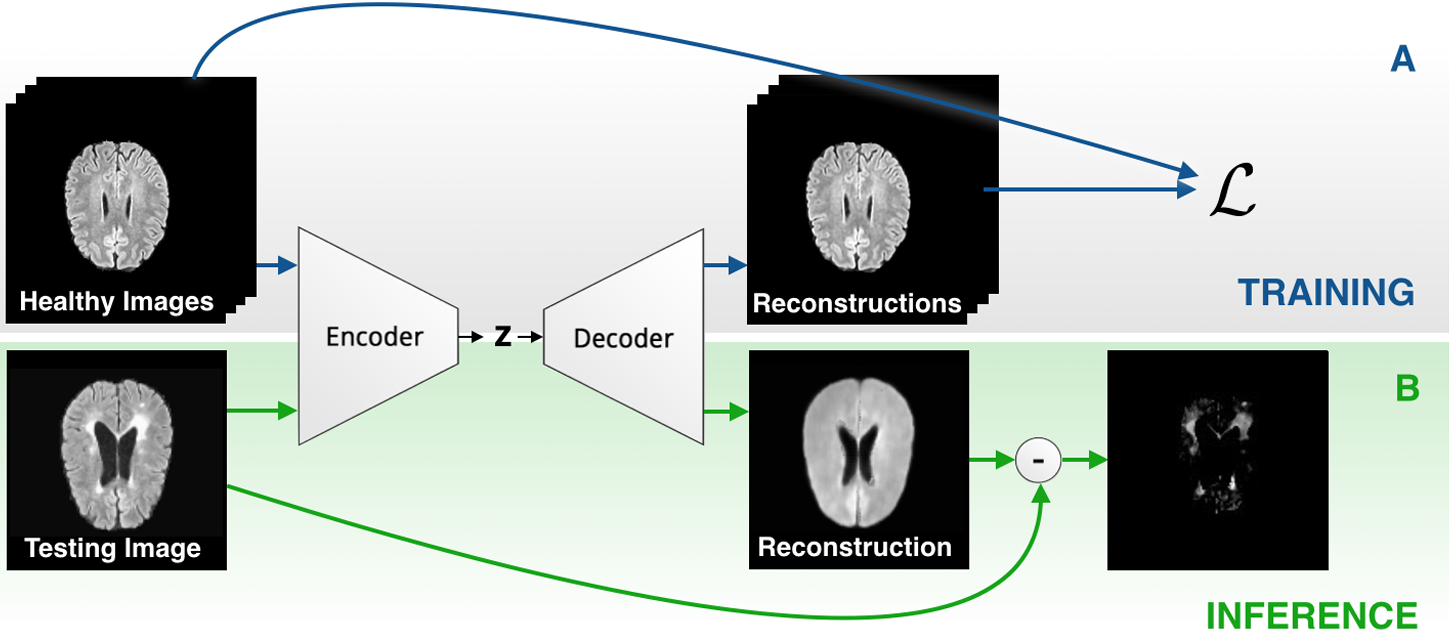 A
ℒ
Healthy Images
Reconstructions
TRAINING
Encoder
z
Decoder
B
-
Testing Image
Reconstruction
INFERENCE